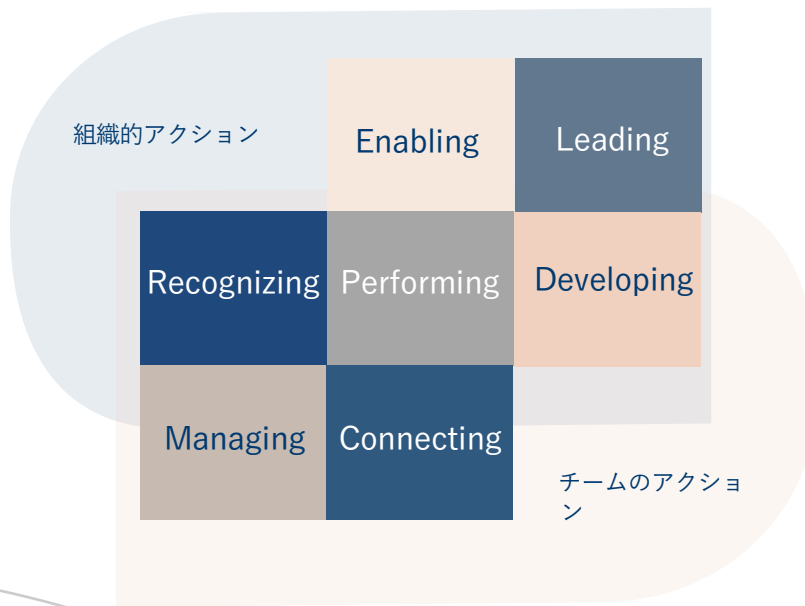 組織的アクション
Enabling
Leading
Recognizing
Performing
Developing
Managing
Connecting
チームのアクショ
ン